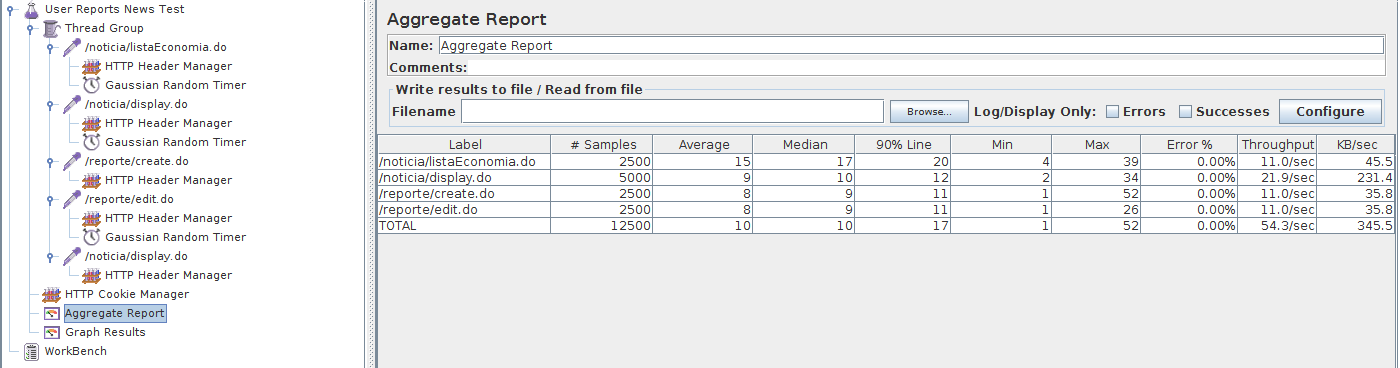 User Reports News Test
Thread Group
/noticia/listaEconomia.do
HTTP Header Manager
Gaussian Random Timer
/noticia/display.do
HTTP Header Manager
Gaussian Random Timer
/reporte/create.do
HTTP Header Manager
/reporte/edit.do
HTTP Header Manager
Gaussian Random Timer
/noticia/display.do
HTTP Header Manager
HTTP Cookie Manager
Aggregate Report
Graph Results
WorkBench
Aggregate Report
Name: Aggregate Report
Comments:
Write results to file / Read from file
Filename Browse... Log/Display Only: Errors Successes Configure
Label # Samples Average Median 90% Line Min Max Error % Throughput KB/sec
/noticia/listaEconomia.do 2500 15 17 20 4 39 0.00% 11.0/sec 45.5
/noticia/display.do 5000 9 10 12 2 34 0.00% 21.9/sec 231.4
/reporte/create.do 2500 8 9 11 1 52 0.00% 11.0/sec 35.8
/reporte/edit.do 2500 8 9 11 1 26 0.00% 11.0/sec 35.8
TOTAL 12500 10 10 17 1 52 0.00% 54.3/sec 345.5